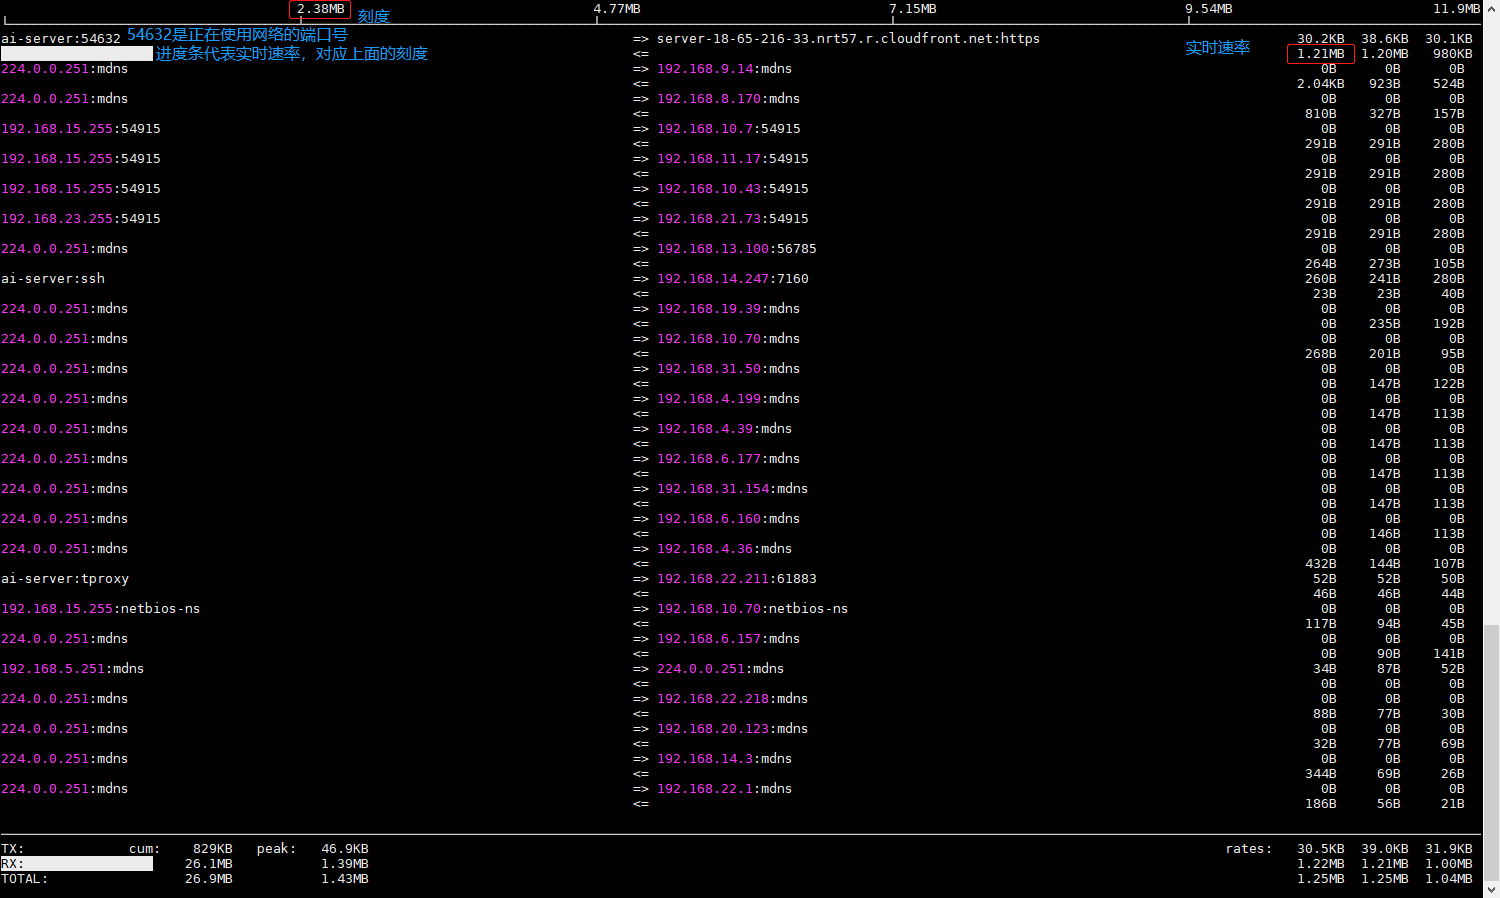 2.38MB 刻度 4.77MB 7.15MB 9.54MB 11.9MB
ai-server:54632 54632是正在使用网络的端口号 => server-18-65-216-33.nrt57.r.cloudfront.net:https 30.2KB 38.6KB 30.1KB
进度条代表实时速率，对应上面的刻度 <= 实时速率 1.21MB 1.20MB 980KB
224.0.0.251:mdns => 192.168.9.14:mdns 0B 0B 0B
<= 2.04KB 923B 524B
224.0.0.251:mdns => 192.168.8.170:mdns 0B 0B 0B
<= 810B 327B 157B
192.168.15.255:54915 => 192.168.10.7:54915 0B 0B 0B
<= 291B 291B 280B
192.168.15.255:54915 => 192.168.11.17:54915 0B 0B 0B
<= 291B 291B 280B
192.168.15.255:54915 => 192.168.10.43:54915 0B 0B 0B
<= 291B 291B 280B
192.168.23.255:54915 => 192.168.21.73:54915 0B 0B 0B
<= 291B 291B 280B
224.0.0.251:mdns => 192.168.13.100:56785 0B 0B 0B
<= 264B 273B 105B
ai-server:ssh => 192.168.14.247:7160 260B 241B 280B
<= 23B 23B 40B
224.0.0.251:mdns => 192.168.19.39:mdns 0B 0B 0B
<= 0B 235B 192B
224.0.0.251:mdns => 192.168.10.70:mdns 0B 0B 0B
<= 268B 201B 95B
224.0.0.251:mdns => 192.168.31.50:mdns 0B 0B 0B
<= 0B 147B 122B
224.0.0.251:mdns => 192.168.4.199:mdns 0B 0B 0B
<= 0B 147B 113B
224.0.0.251:mdns => 192.168.4.39:mdns 0B 0B 0B
<= 0B 147B 113B
224.0.0.251:mdns => 192.168.6.177:mdns 0B 0B 0B
<= 0B 147B 113B
224.0.0.251:mdns => 192.168.31.154:mdns 0B 0B 0B
<= 0B 147B 113B
224.0.0.251:mdns => 192.168.6.160:mdns 0B 0B 0B
<= 0B 146B 113B
224.0.0.251:mdns => 192.168.4.36:mdns 0B 0B 0B
<= 432B 144B 107B
ai-server:tproxy => 192.168.22.211:61883 52B 52B 50B
<= 46B 46B 44B
192.168.15.255:netbios-ns => 192.168.10.70:netbios-ns 0B 0B 0B
<= 117B 94B 45B
224.0.0.251:mdns => 192.168.6.157:mdns 0B 0B 0B
<= 0B 90B 141B
192.168.5.251:mdns => 224.0.0.251:mdns 34B 87B 52B
<= 0B 0B 0B
224.0.0.251:mdns => 192.168.22.218:mdns 0B 0B 0B
<= 88B 77B 30B
224.0.0.251:mdns => 192.168.20.123:mdns 0B 0B 0B
<= 32B 77B 69B
224.0.0.251:mdns => 192.168.14.3:mdns 0B 0B 0B
<= 344B 69B 26B
224.0.0.251:mdns => 192.168.22.1:mdns 0B 0B 0B
<= 186B 56B 21B
TX: cum: 829KB peak: 46.9KB rates: 30.5KB 39.0KB 31.9KB
RX: 26.1MB 1.39MB 1.22MB 1.21MB 1.00MB
TOTAL: 26.9MB 1.43MB 1.25MB 1.25MB 1.04MB